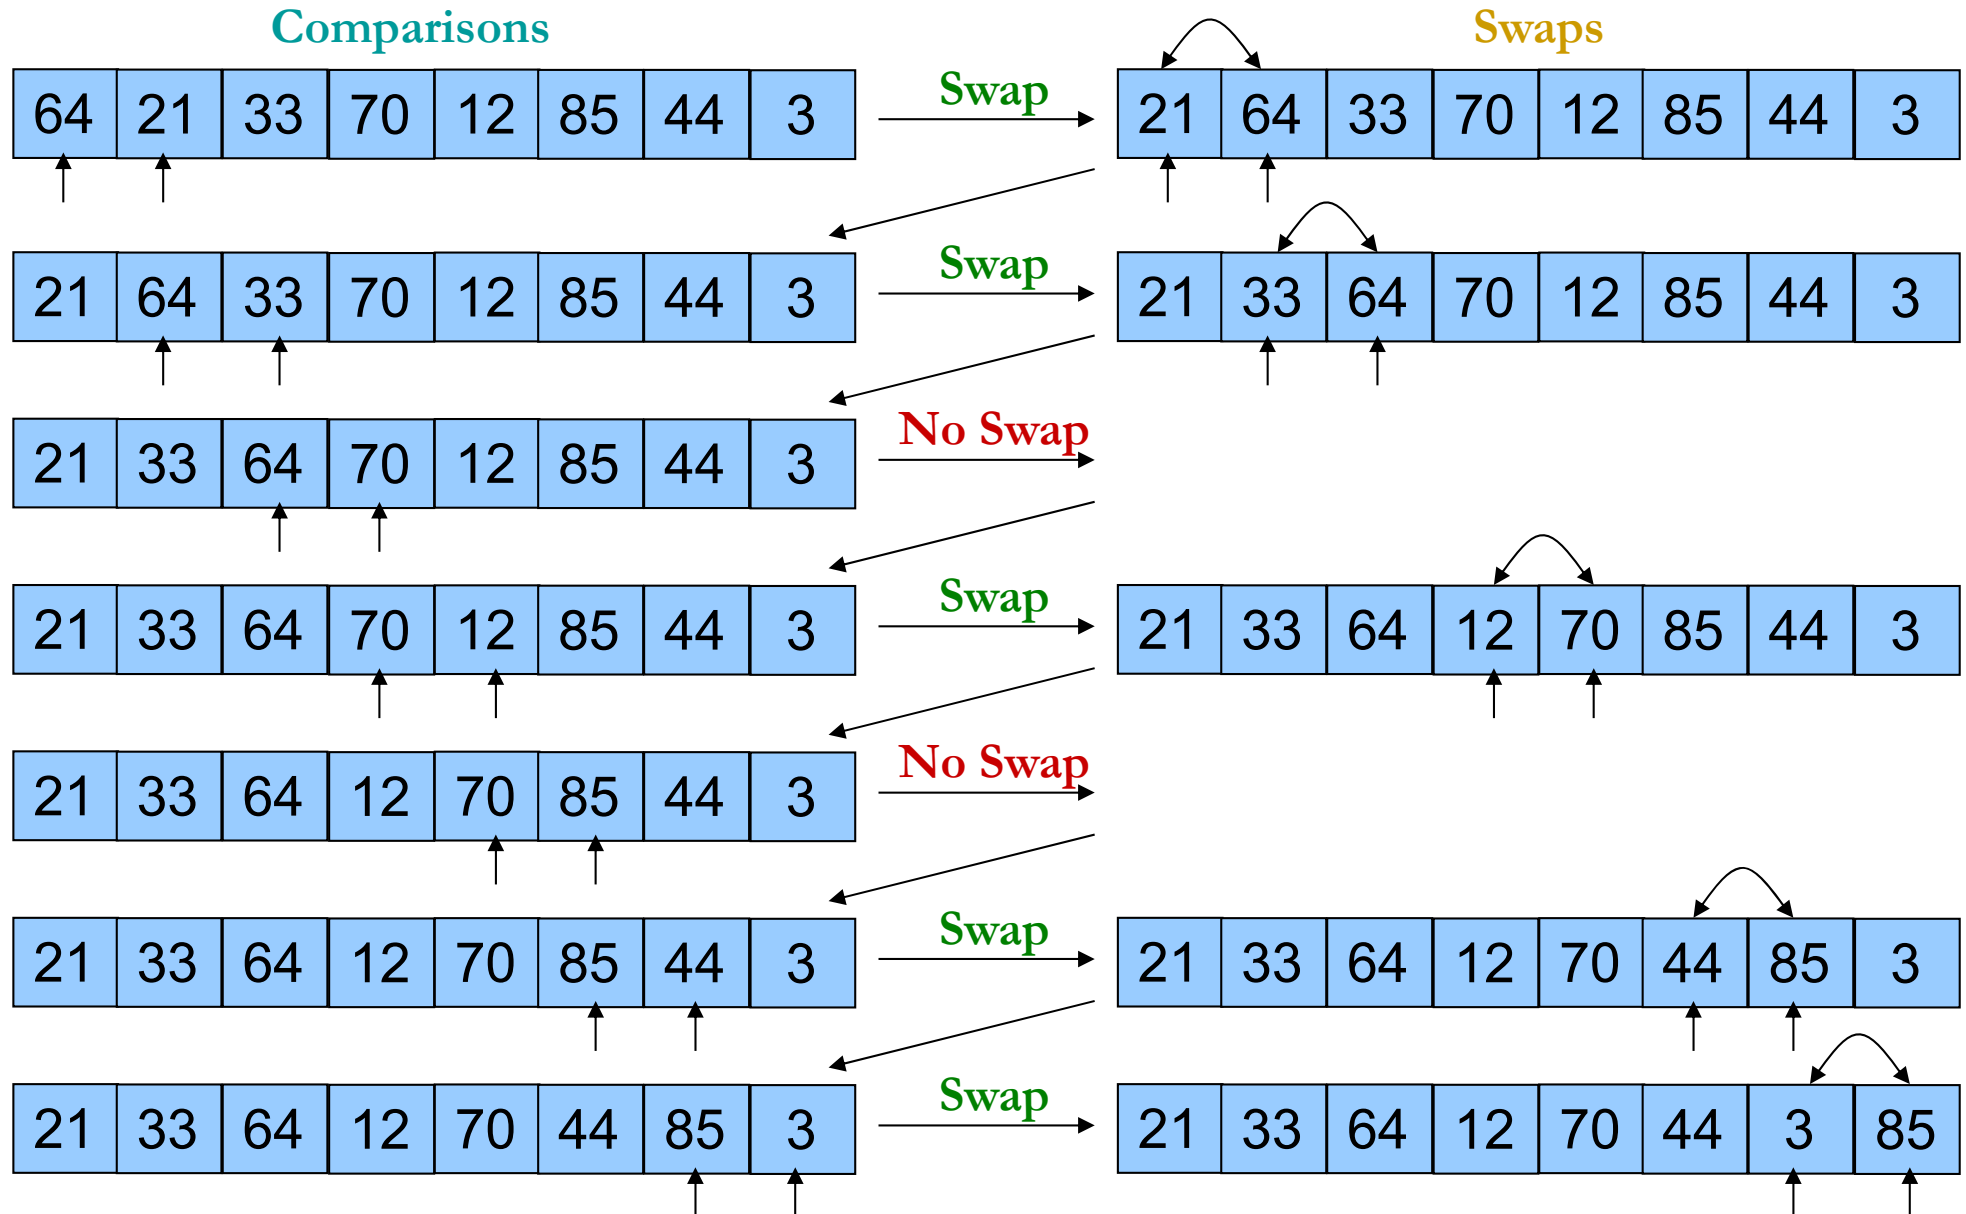 Comparisons Swaps
64 21 33 70 12 85 44 3 Swap 21 64 33 70 12 85 44 3
21 64 33 70 12 85 44 3 Swap 21 33 64 70 12 85 44 3
21 33 64 70 12 85 44 3 No Swap
21 33 64 70 12 85 44 3 Swap 21 33 64 12 70 85 44 3
21 33 64 12 70 85 44 3 No Swap
21 33 64 12 70 85 44 3 Swap 21 33 64 12 70 44 85 3
21 33 64 12 70 44 85 3 Swap 21 33 64 12 70 44 3 85